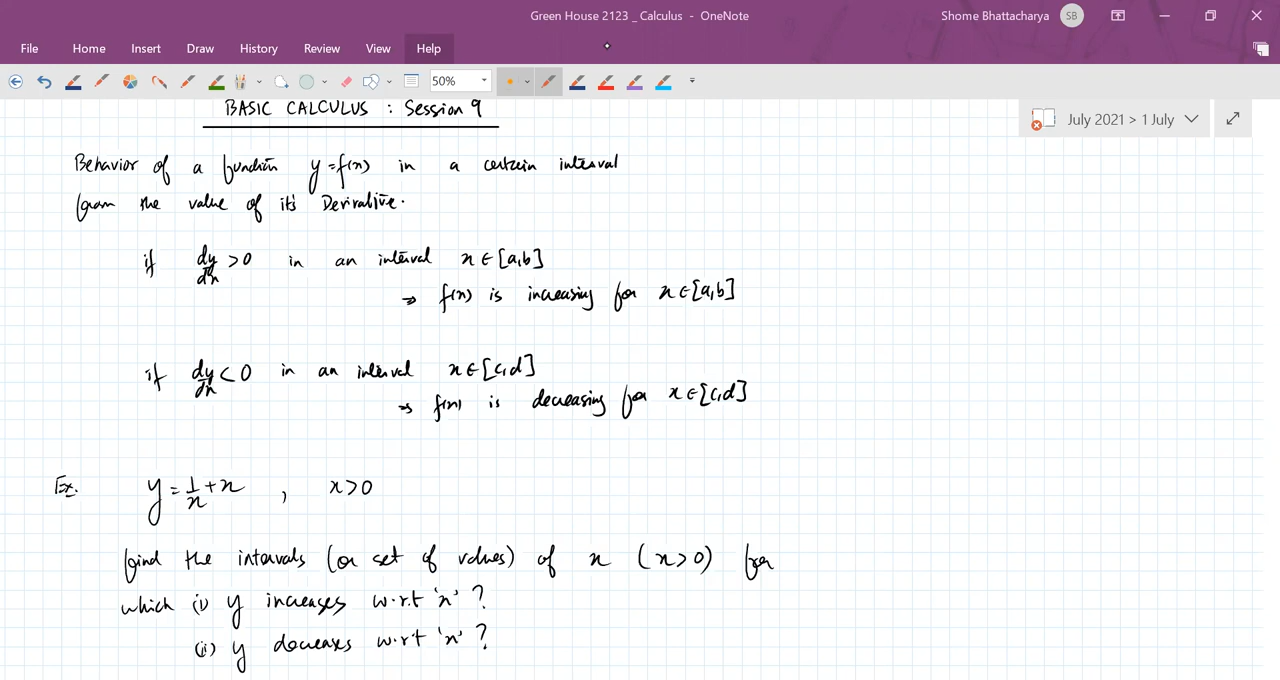 Green House 2123 _ Calculus - OneNote
Shome Bhattacharya SB
File Home Insert Draw History Review View Help
50%
July 2021 > 1 July
BASIC CALCULUS : Session 9
Behavior of a function y=f(x) in a certain interval
from the value of it's Derivative.
if dy/dx >0 in an interval x ∈ [a,b]
⇒ f(x) is increasing for x ∈ [a,b]
if dy/dx < 0 in an interval x ∈ [c,d]
⇒ f(x) is decreasing for x ∈ [c,d]
Ex. y = 1/x + x , x > 0
find the intervals (or set of values) of x (x>0) for
which (i) y increases w.r.t 'x' ?
(ii) y decreases w.r.t 'x' ?